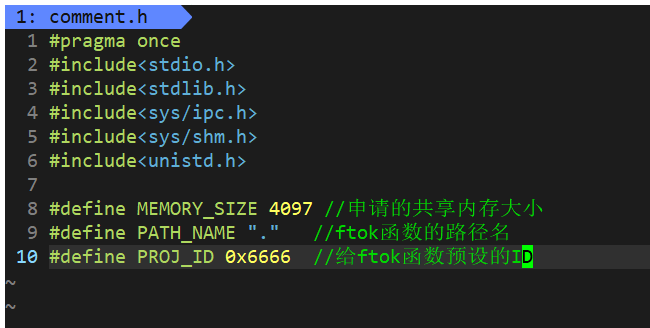 1: comment.h
1 #pragma once
2 #include<stdio.h>
3 #include<stdlib.h>
4 #include<sys/ipc.h>
5 #include<sys/shm.h>
6 #include<unistd.h>
7
8 #define MEMORY_SIZE 4097 //申请的共享内存大小
9 #define PATH_NAME "."   //ftok函数的路径名
10 #define PROJ_ID 0x6666  //给ftok函数预设的ID
~
~